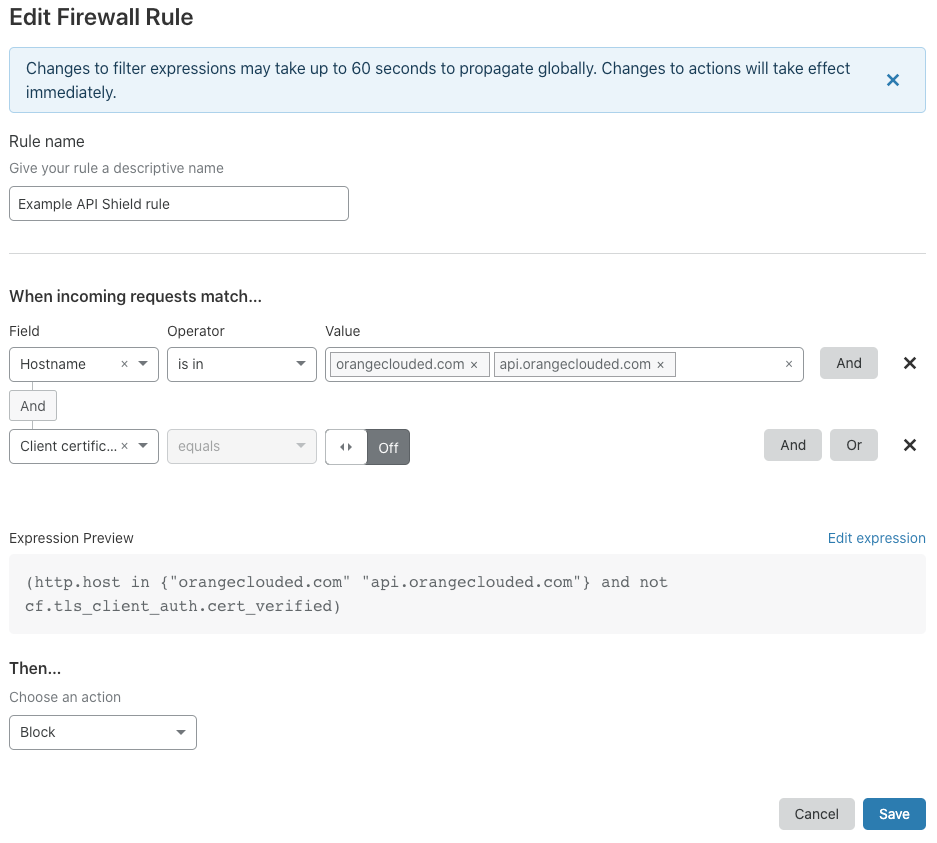 Edit Firewall Rule
Changes to filter expressions may take up to 60 seconds to propagate globally. Changes to actions will take effect
immediately.
Rule name
Give your rule a descriptive name
Example API Shield rule
When incoming requests match...
Field Operator Value
Hostname is in orangeclouded.com api.orangeclouded.com And
And
Client certific... equals Off And Or
Expression Preview Edit expression
(http.host in {"orangeclouded.com" "api.orangeclouded.com"} and not
cf.tls_client_auth.cert_verified)
Then...
Choose an action
Block
Cancel Save